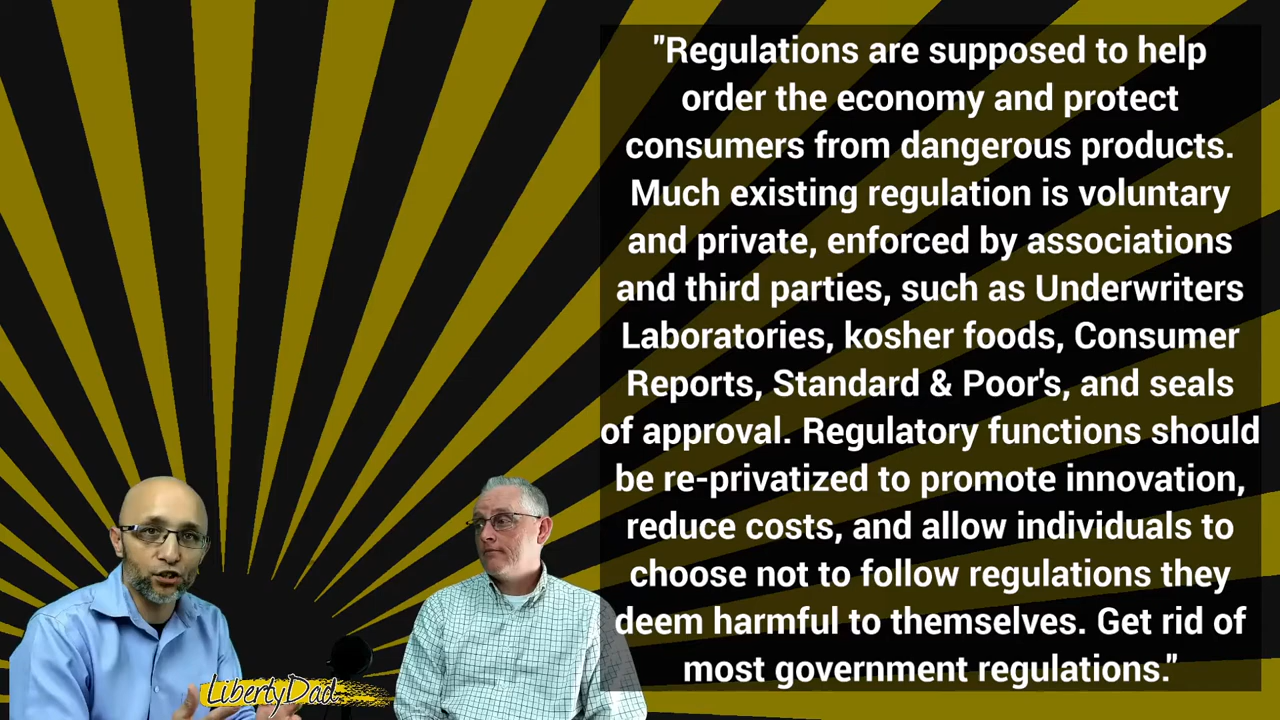 "Regulations are supposed to help
order the economy and protect
consumers from dangerous products.
Much existing regulation is voluntary
and private, enforced by associations
and third parties, such as Underwriters
Laboratories, kosher foods, Consumer
Reports, Standard & Poor's, and seals
of approval. Regulatory functions should
be re-privatized to promote innovation,
reduce costs, and allow individuals to
choose not to follow regulations they
deem harmful to themselves. Get rid of
most government regulations."
LibertyDad